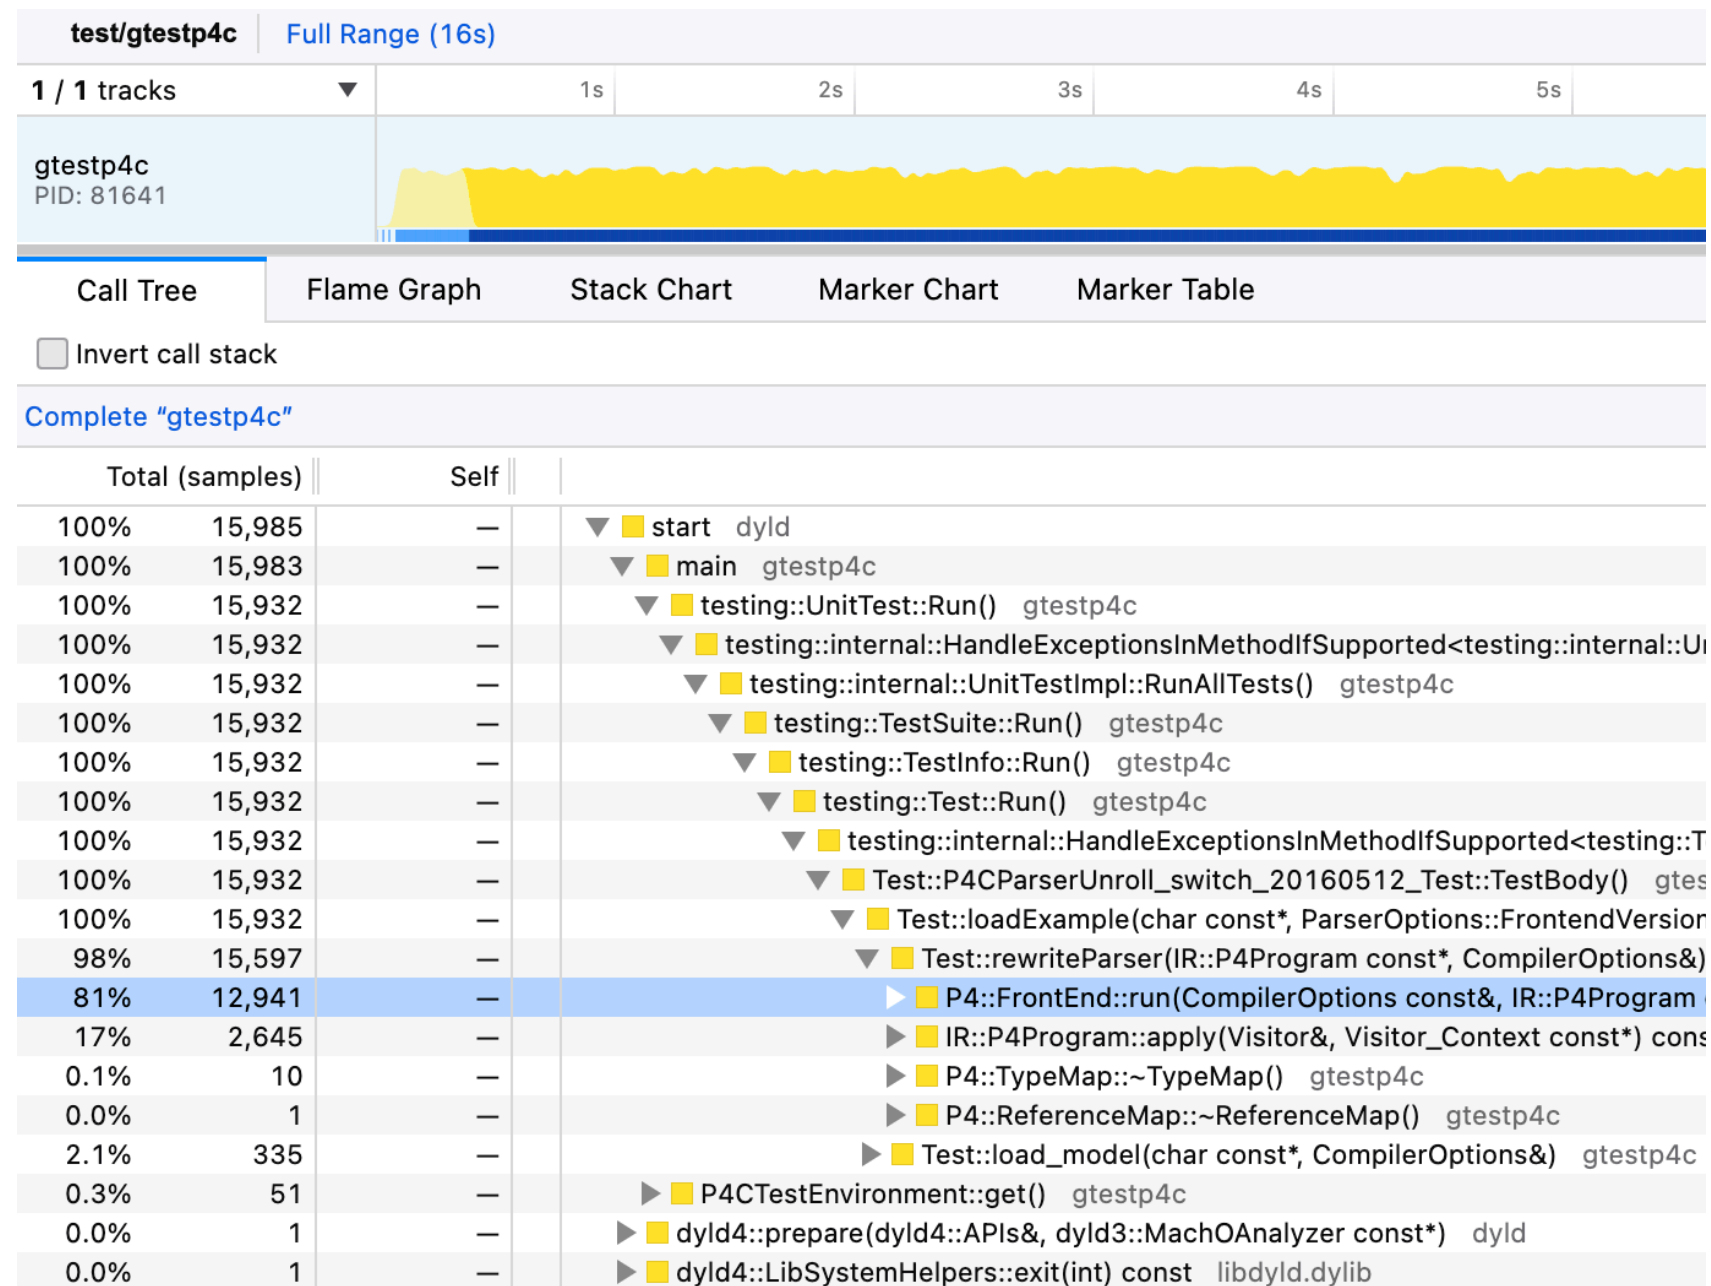 test/gtestp4c Full Range (16s)
1 / 1 tracks 1s 2s 3s 4s 5s
gtestp4c
PID: 81641
Call Tree Flame Graph Stack Chart Marker Chart Marker Table
Invert call stack
Complete “gtestp4c”
Total (samples) Self
100% 15,985 — start dyld
100% 15,983 — main gtestp4c
100% 15,932 — testing::UnitTest::Run() gtestp4c
100% 15,932 — testing::internal::HandleExceptionsInMethodIfSupported<testing::internal::U
100% 15,932 — testing::internal::UnitTestImpl::RunAllTests() gtestp4c
100% 15,932 — testing::TestSuite::Run() gtestp4c
100% 15,932 — testing::TestInfo::Run() gtestp4c
100% 15,932 — testing::Test::Run() gtestp4c
100% 15,932 — testing::internal::HandleExceptionsInMethodIfSupported<testing::T
100% 15,932 — Test::P4CParserUnroll_switch_20160512_Test::TestBody() gtes
100% 15,932 — Test::loadExample(char const*, ParserOptions::FrontendVersion
98% 15,597 — Test::rewriteParser(IR::P4Program const*, CompilerOptions&)
81% 12,941 — P4::FrontEnd::run(CompilerOptions const&, IR::P4Program
17% 2,645 — IR::P4Program::apply(Visitor&, Visitor_Context const*) cons
0.1% 10 — P4::TypeMap::~TypeMap() gtestp4c
0.0% 1 — P4::ReferenceMap::~ReferenceMap() gtestp4c
2.1% 335 — Test::load_model(char const*, CompilerOptions&) gtestp4c
0.3% 51 — P4CTestEnvironment::get() gtestp4c
0.0% 1 — dyld4::prepare(dyld4::APIs&, dyld3::MachOAnalyzer const*) dyld
0.0% 1 — dyld4::LibSystemHelpers::exit(int) const libdyld.dylib